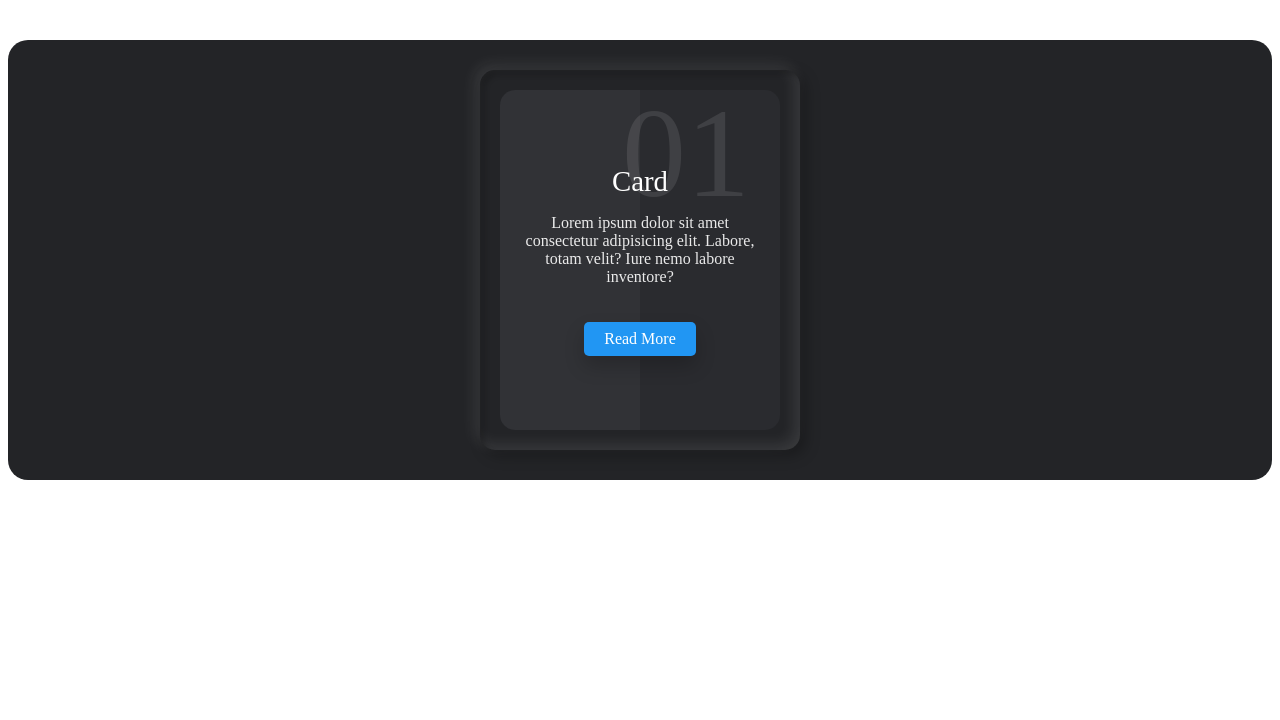 01
Card
Lorem ipsum dolor sit amet
consectetur adipisicing elit. Labore,
totam velit? Iure nemo labore
inventore?
Read More